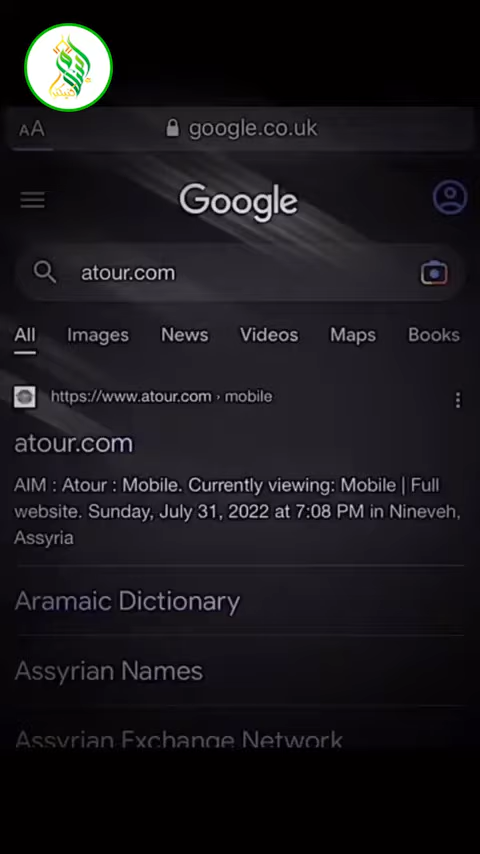 AA google.co.uk
Google
atour.com
All Images News Videos Maps Books
https://www.atour.com › mobile
atour.com
AIM : Atour : Mobile. Currently viewing: Mobile | Full
website. Sunday, July 31, 2022 at 7:08 PM in Nineveh,
Assyria
Aramaic Dictionary
Assyrian Names
Assyrian Exchange Network